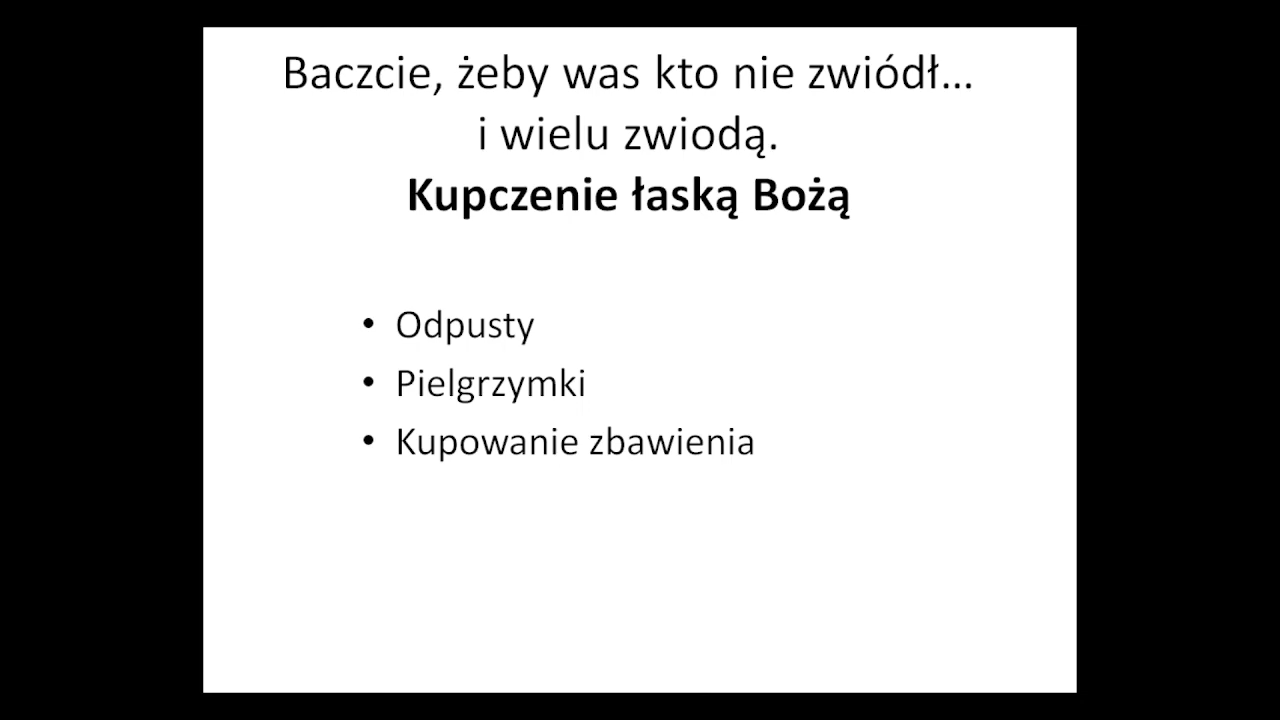 Baczcie, żeby was kto nie zwiódł...
i wielu zwiodą.
Kupczenie łaską Bożą
• Odpusty
• Pielgrzymki
• Kupowanie zbawienia